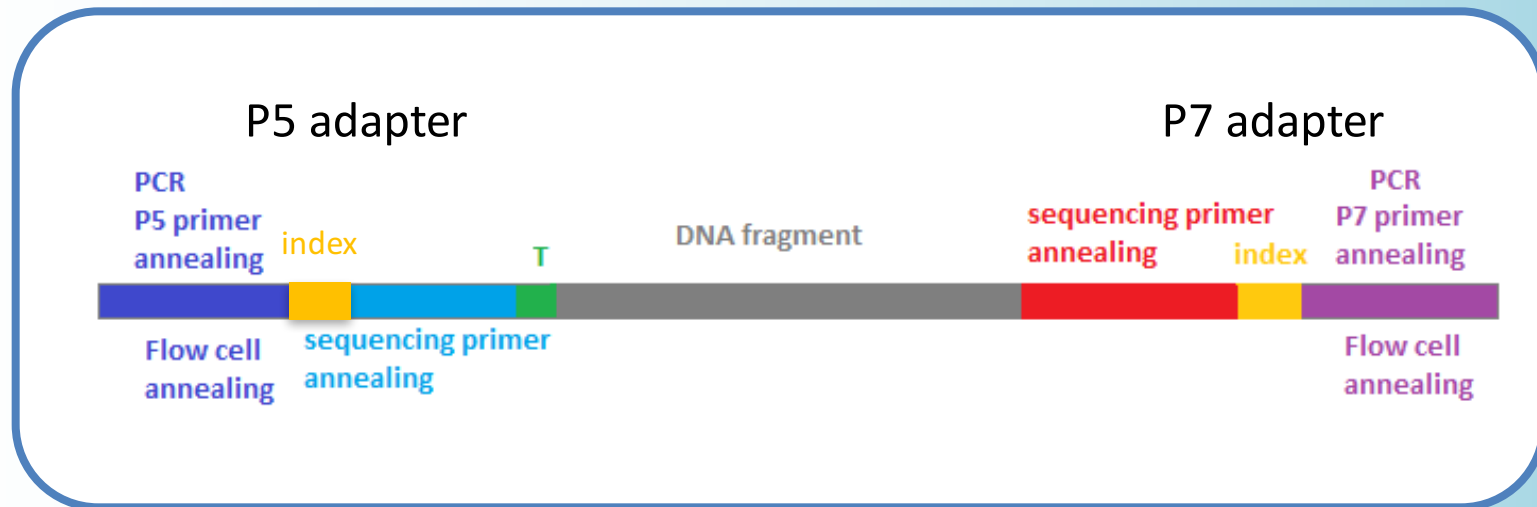 P5 adapter
P7 adapter
PCR
P5 primer
annealing
index
T
DNA fragment
sequencing primer
annealing
index
PCR
P7 primer
annealing
Flow cell
annealing
sequencing primer
annealing
Flow cell
annealing